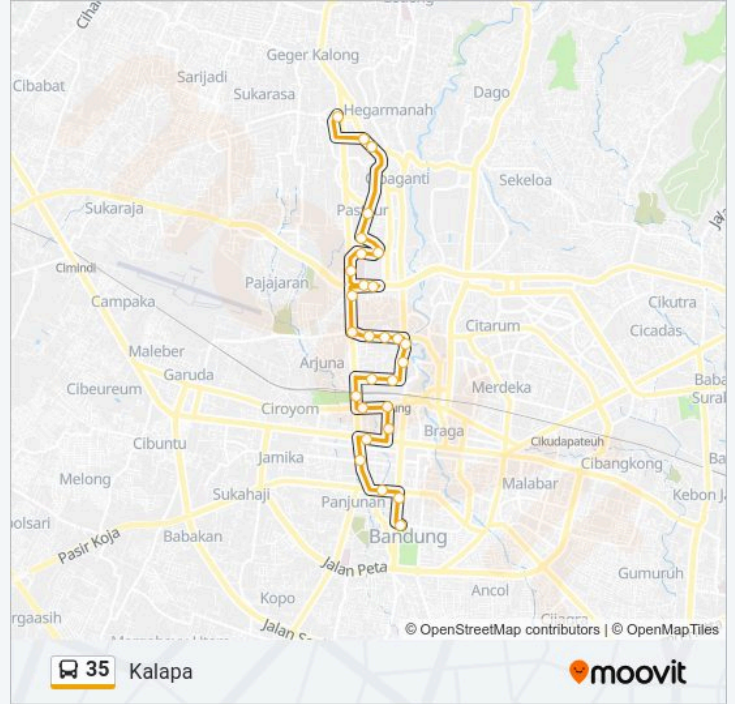 Geger Kalong
Cibabat
Sarijadi
Sukarasa
Dago
Hegarmanah
Sekeloa
Sukaraja
Cimindi
Pajajaran
Campaka
Cikutra
Citarum
Cicadas
Maleber
Arjuna
Garuda
Cibeureum
Merdeka
Ciroyom
Braga
Cibuntu
Cikudapateuh
Jamika
Cibangkong
Melong
Malabar
Sukahaji
Panjunan
Pasir Koja
Babakan
Bandung
Jalan Peta
Gumuruh
Kopo
Ancol
© OpenStreetMap contributors | © OpenMapTiles
35 Kalapa
moovit